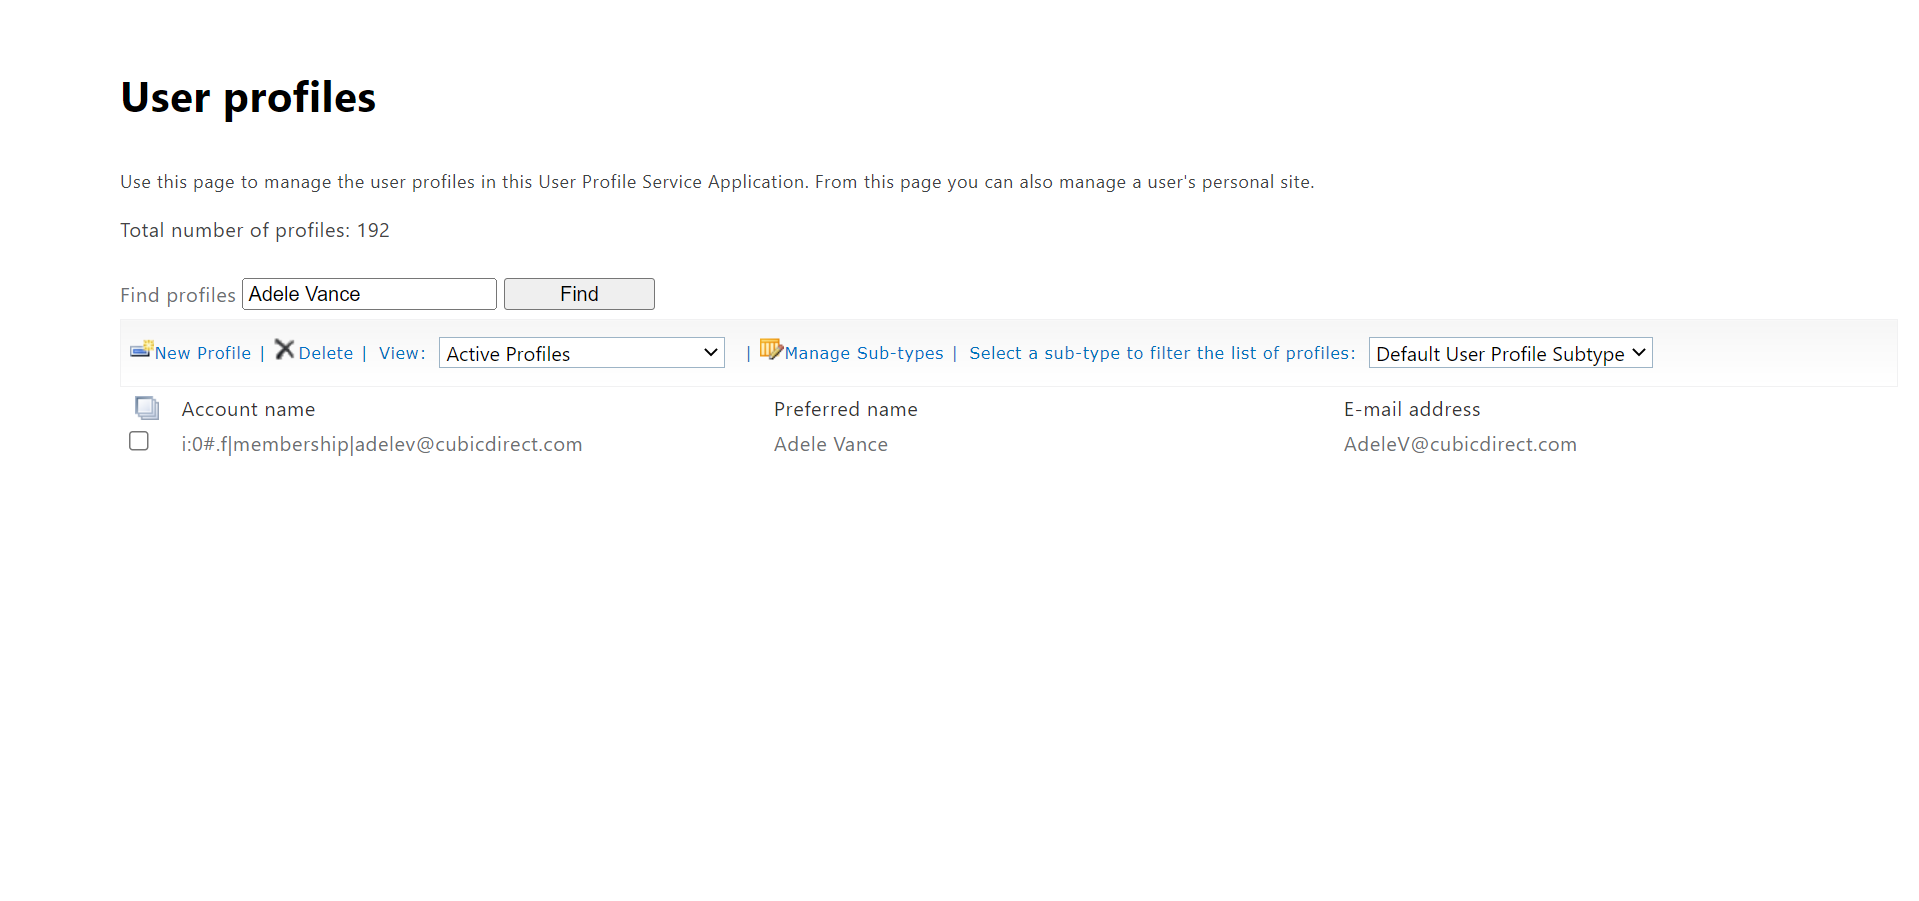 User profiles
Use this page to manage the user profiles in this User Profile Service Application. From this page you can also manage a user's personal site.
Total number of profiles: 192
Find profiles Adele Vance Find
New Profile | Delete | View: Active Profiles | Manage Sub-types | Select a sub-type to filter the list of profiles: Default User Profile Subtype
Account name Preferred name E-mail address
i:0#.f|membership|adelev@cubicdirect.com Adele Vance AdeleV@cubicdirect.com